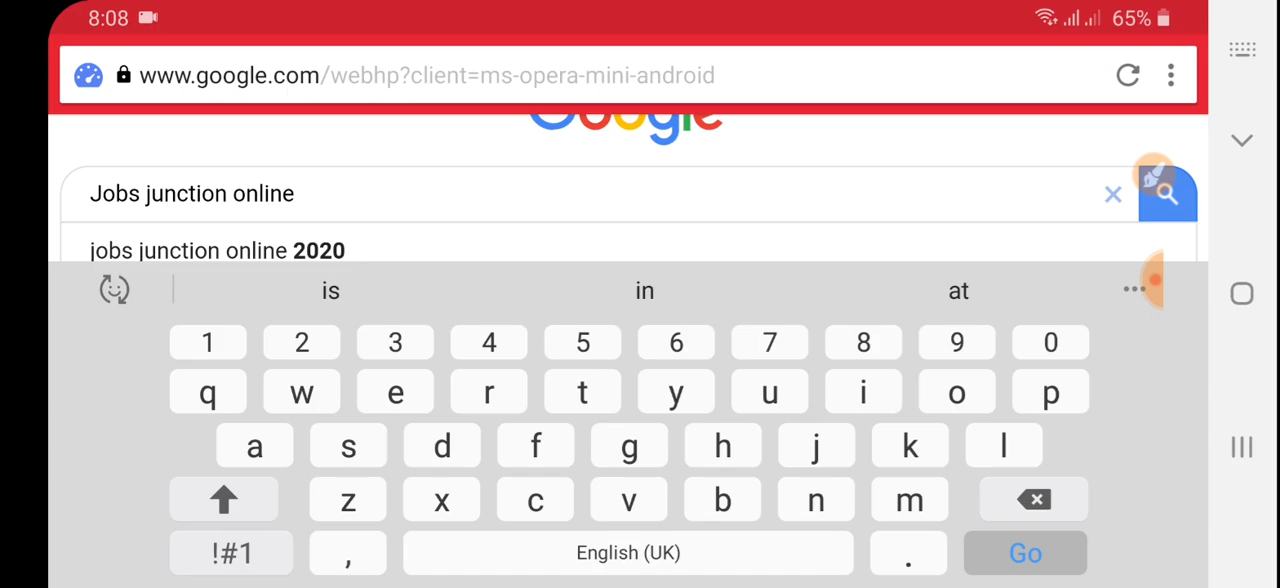 8:08 65%
www.google.com/webhp?client=ms-opera-mini-android
Google
Jobs junction online
jobs junction online 2020
is in at
1 2 3 4 5 6 7 8 9 0
q w e r t y u i o p
a s d f g h j k l
z x c v b n m
!#1 , English (UK) . Go